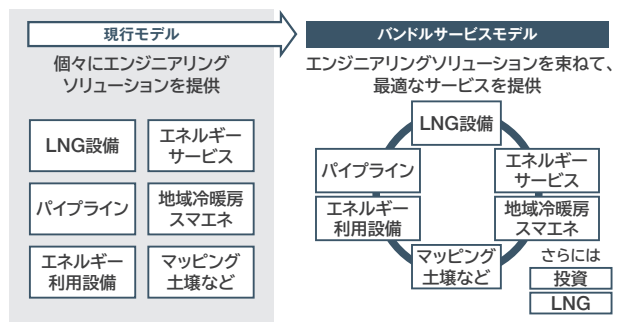 現行モデル
個々にエンジニアリング
ソリューションを提供
LNG設備
エネルギー
サービス
パイプライン
地域冷暖房
スマエネ
エネルギー
利用設備
マッピング
土壌など
バンドルサービスモデル
エンジニアリングソリューションを束ねて、
最適なサービスを提供
LNG設備
パイプライン
エネルギー
サービス
エネルギー
利用設備
地域冷暖房
スマエネ
マッピング
土壌など
さらには
投資
LNG